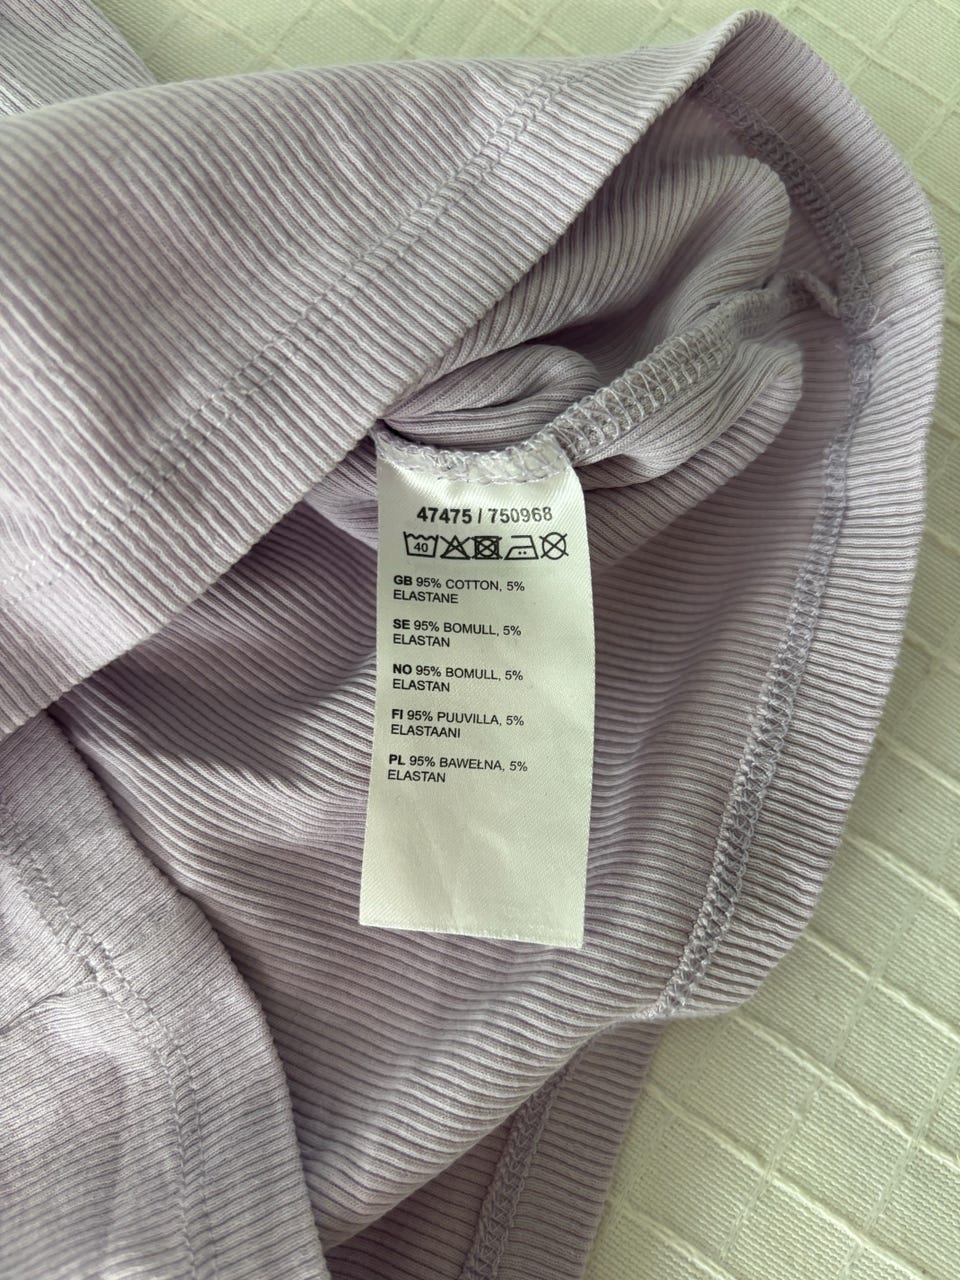 47475 / 750968
40
GB 95% COTTON, 5%
ELASTANE
SE 95% BOMULL, 5%
ELASTAN
NO 95% BOMULL, 5%
ELASTAN
FI 95% PUUVILLA, 5%
ELASTAANI
PL 95% BAWEŁNA, 5%
ELASTAN